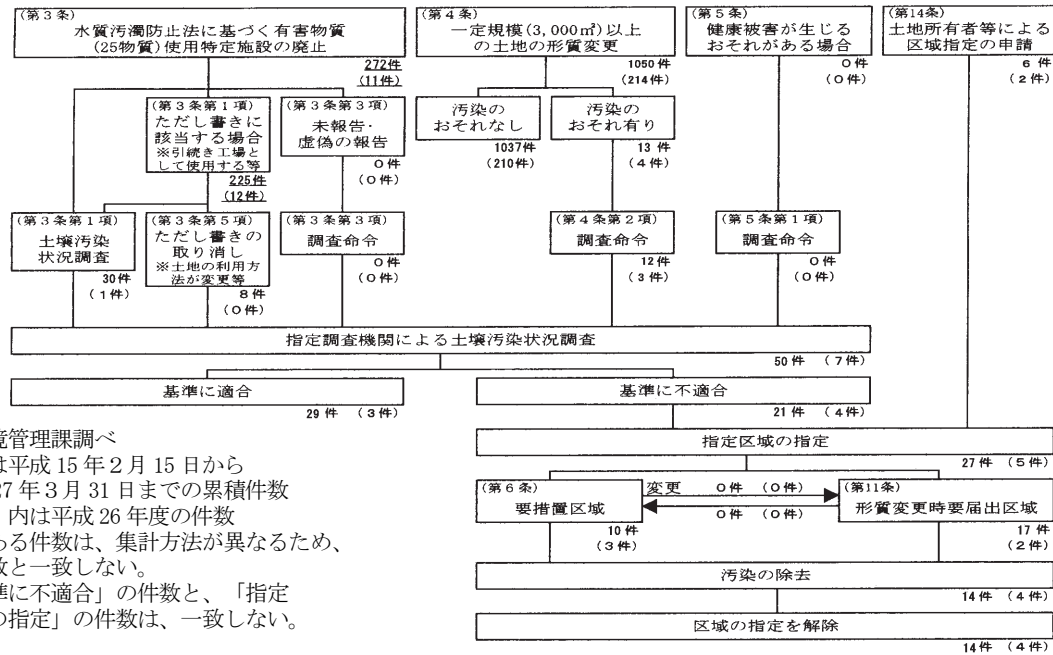 (第3条)
水質汚濁防止法に基づく有害物質
(25物質)使用特定施設の廃止
272件
(11件)
(第4条)
一定規模(3,000㎡)以上
の土地の形質変更
1050件
(214件)
(第5条)
健康被害が生じる
おそれがある場合
0件
(0件)
(第14条)
土地所有者等による
区域指定の申請
6件
(2件)
(第3条第1項)
ただし書きに
該当する場合
※引続き工場と
して使用する等
225件
(12件)
(第3条第3項)
未報告・
虚偽の報告
0件
(0件)
汚染の
おそれなし
1037件
(210件)
汚染の
おそれ有り
13件
(4件)
(第3条第1項)
土壌汚染
状況調査
30件
(1件)
(第3条第5項)
ただし書きの
取り消し
※土地の利用方
法が変更等
8件
(0件)
(第3条第3項)
調査命令
0件
(0件)
(第4条第2項)
調査命令
12件
(3件)
(第5条第1項)
調査命令
0件
(0件)
指定調査機関による土壌汚染状況調査
50件 (7件)
基準に適合
29件 (3件)
基準に不適合
21件 (4件)
指定区域の指定
27件 (5件)
(第6条)
要措置区域
10件
(3件)
変更 0件 (0件)
0件 (0件)
(第11条)
形質変更時要届出区域
17件
(2件)
汚染の除去
14件 (4件)
区域の指定を解除
14件 (4件)
境管理課調べ
は平成15年2月15日から
27年3月31日までの累積件数
内は平成26年度の件数
ある件数は、集計方法が異なるため、
数と一致しない。
準に不適合」の件数と、「指定
の指定」の件数は、一致しない。